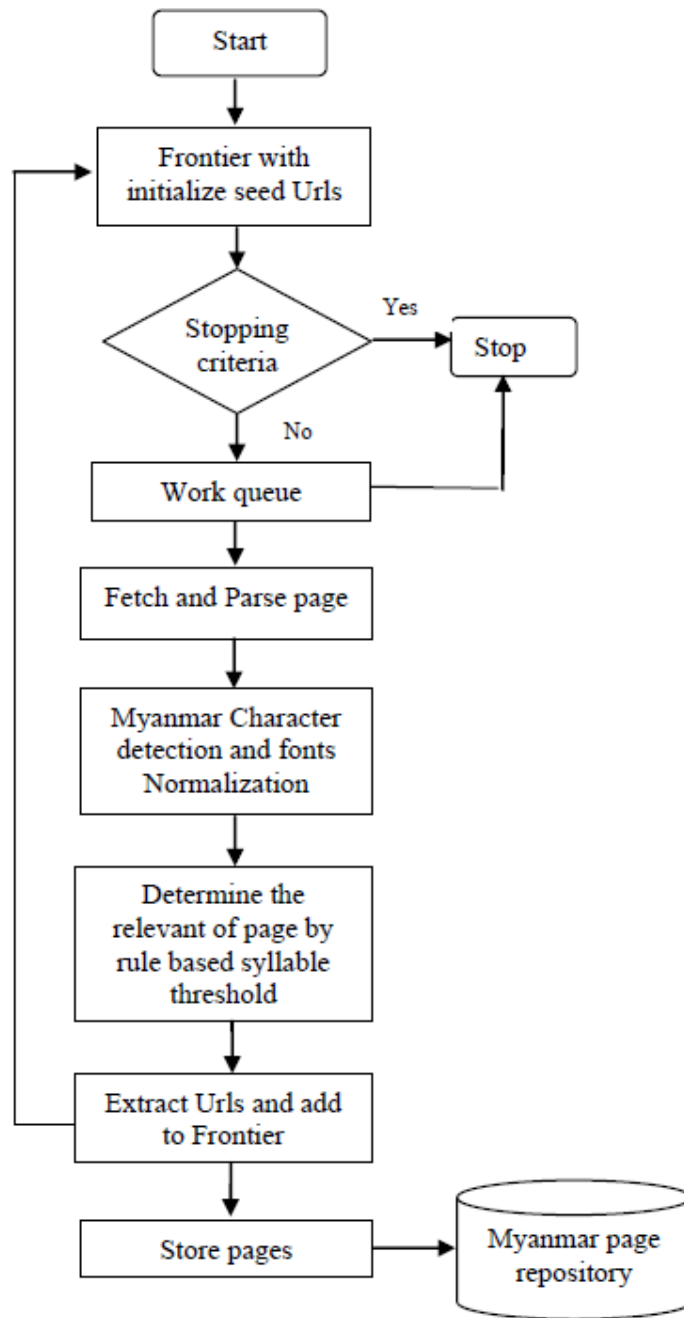 Start
Frontier with
initialize seed Urls
Stopping
criteria
Yes
Stop
No
Work queue
Fetch and Parse page
Myanmar Character
detection and fonts
Normalization
Determine the
relevant of page by
rule based syllable
threshold
Extract Urls and add
to Frontier
Store pages
Myanmar page
repository